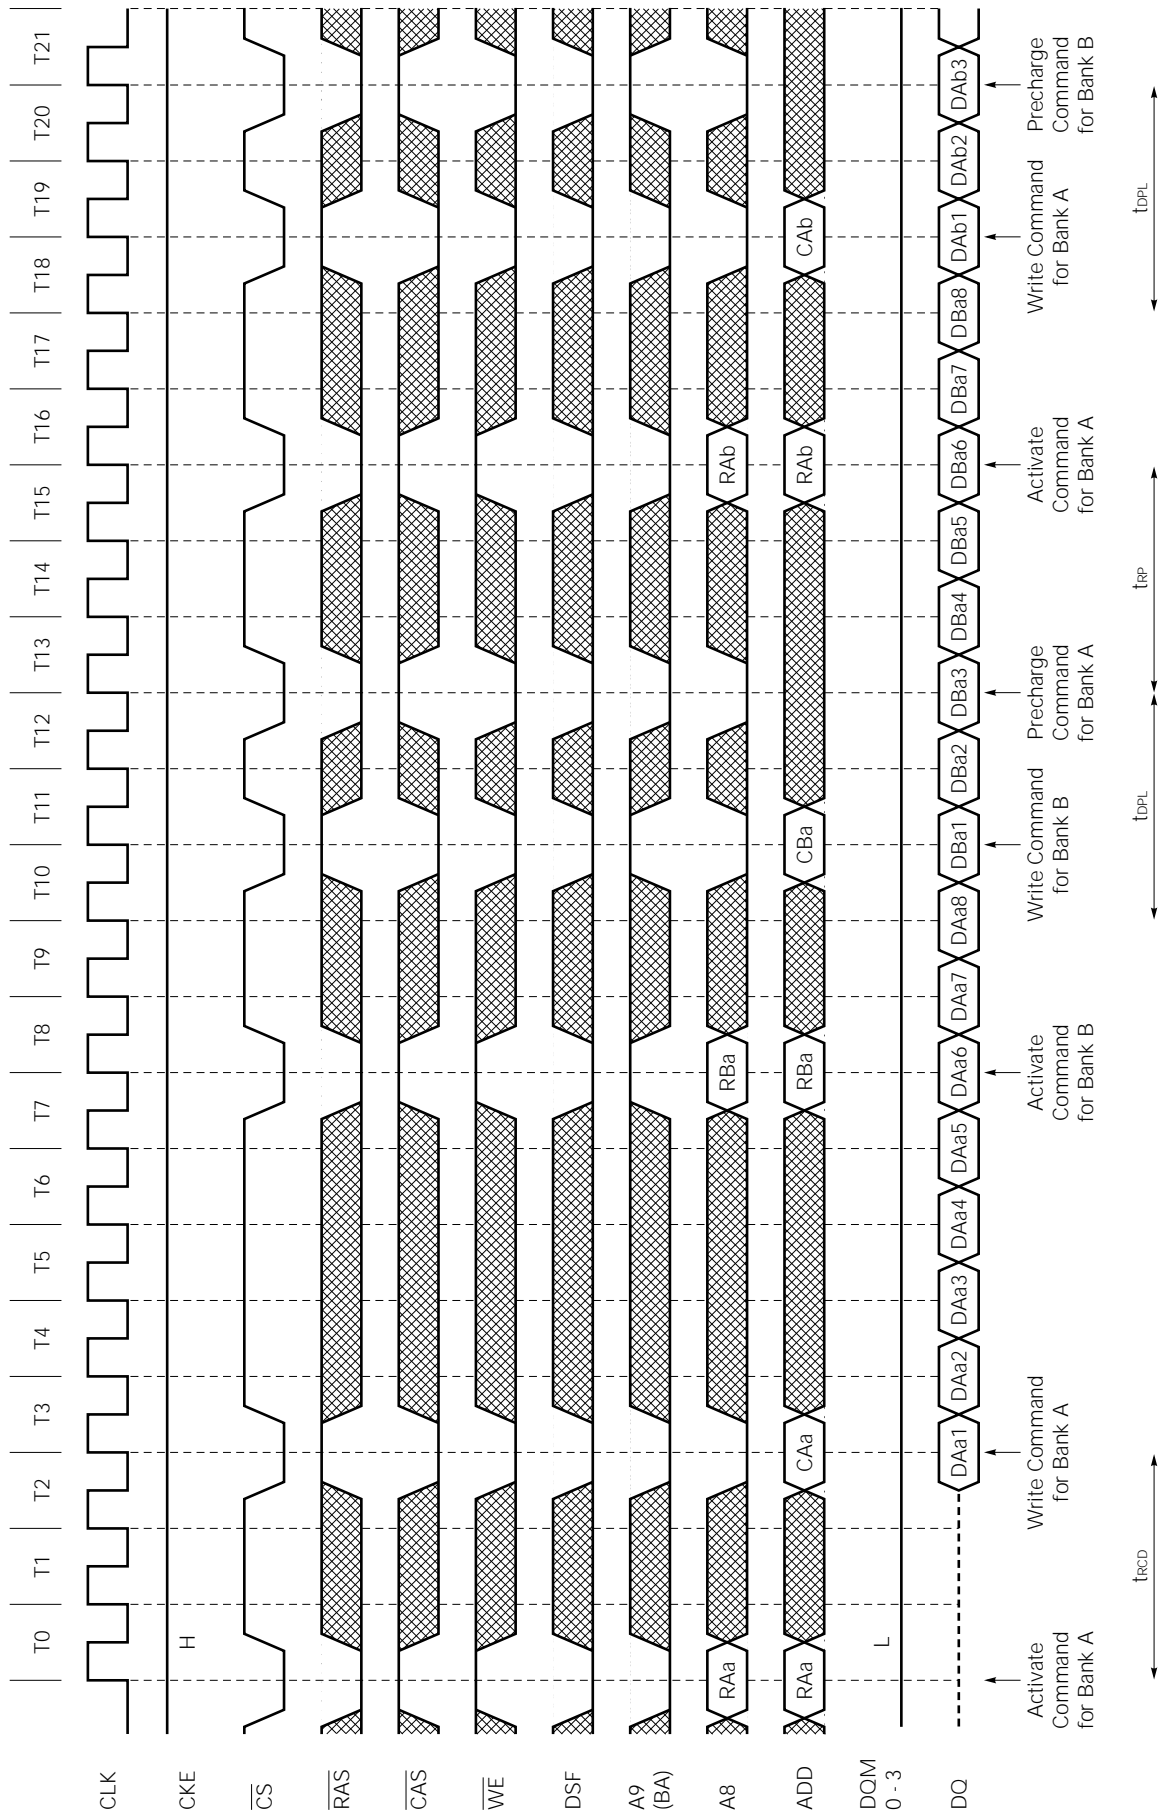 T0 T1 T2 T3 T4 T5 T6 T7 T8 T9 T10 T11 T12 T13 T14 T15 T16 T17 T18 T19 T20 T21
CLK
CKE
H
CS
RAS
CAS
WE
DSF
A9
(BA)
A8
RAa RBa RAb
ADD
RAa CAa RBa CBa RAb CAb
DQM
0 - 3
L
DQ
DAa1 DAa2 DAa3 DAa4 DAa5 DAa6 DAa7 DAa8 DBa1 DBa2 DBa3 DBa4 DBa5 DBa6 DBa7 DBa8 DAb1 DAb2 DAb3
Activate
Command
for Bank A
Write Command
for Bank A
Activate
Command
for Bank B
Write Command
for Bank B
Precharge
Command
for Bank A
Activate
Command
for Bank A
Write Command
for Bank A
Precharge
Command
for Bank B
tRCD
tDPL
tRP
tDPL